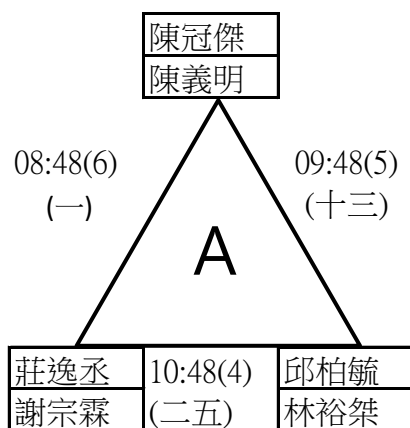 陳冠傑
陳義明
08:48(6)
(一)
09:48(5)
(十三)
A
莊逸丞
謝宗霖
10:48(4)
(二五)
邱柏毓
林裕桀